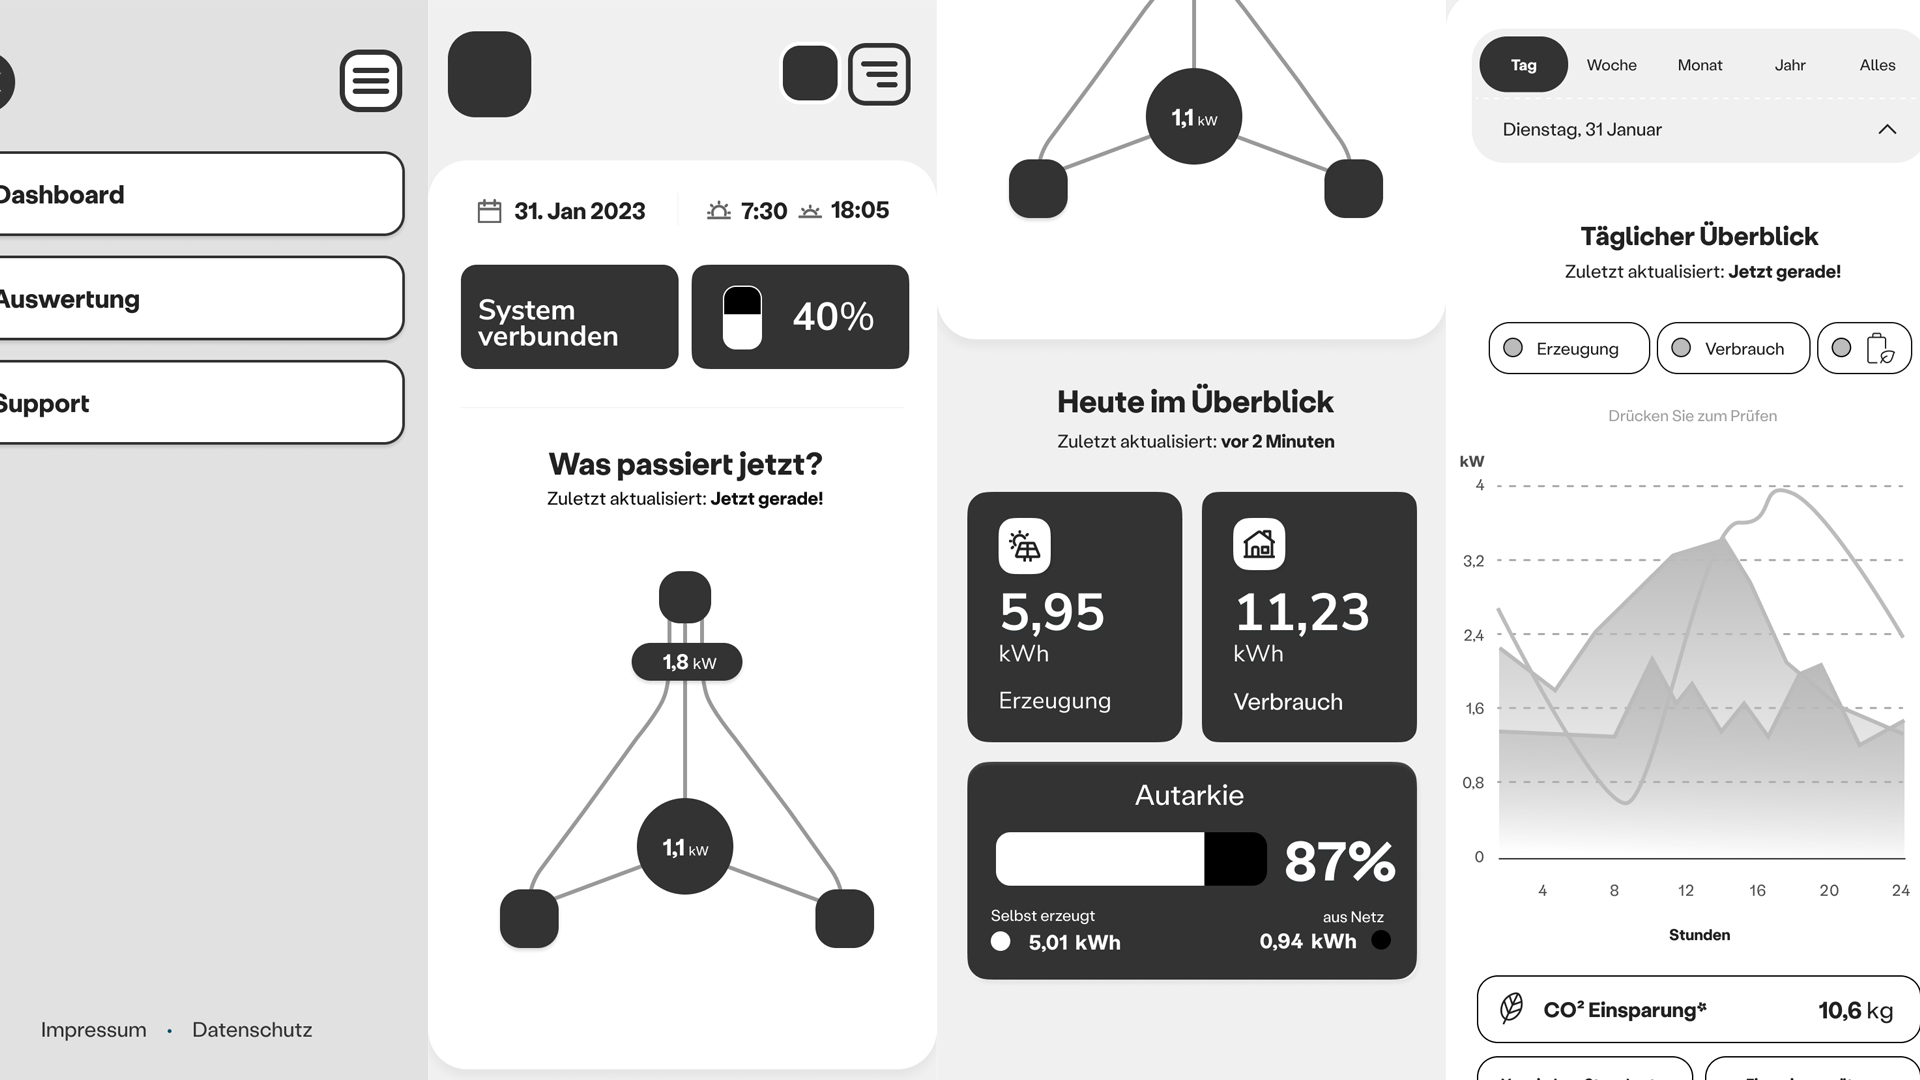 Dashboard
Auswertung
Support
Impressum • Datenschutz
31. Jan 2023
7:30
18:05
System
verbunden
40%
Was passiert jetzt?
Zuletzt aktualisiert: Jetzt gerade!
1,8 kW
1,1 kW
1,1 kW
Heute im Überblick
Zuletzt aktualisiert: vor 2 Minuten
5,95
kWh
Erzeugung
11,23
kWh
Verbrauch
Autarkie
87%
Selbst erzeugt
5,01 kWh
aus Netz
0,94 kWh
Tag Woche Monat Jahr Alles
Dienstag, 31 Januar
Täglicher Überblick
Zuletzt aktualisiert: Jetzt gerade!
Erzeugung
Verbrauch
Drücken Sie zum Prüfen
kW
4
3,2
2,4
1,6
0,8
0
4 8 12 16 20 24
Stunden
CO² Einsparung*
10,6 kg